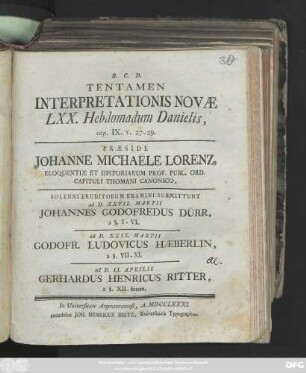 B. C. D.
TENTAMEN
INTERPRETATIONIS NOVÆ
LXX. Hebdomadum Danielis,
cap. IX. v. 27-29.
PRÆSIDE
JOHANNE MICHAELE LORENZ,
ELOQUENTIÆ ET HISTORIARUM PROF. PUBL. ORD.
CAPITULI THOMANI CANONICO,
SOLENNI ERUDITORUM EXAMINI SUBMITTUNT
ad D. XXVII. MARTII
JOHANNES GODOFREDUS DÜRR,
a §. I - VI.
ad D. XXIX. MARTII
GODOFR. LUDOVICUS HÆBERLIN,
a §. VII-XI.
ad D. II. APRILIS
GERHARDUS HENRICUS RITTER,
a §. XII. finem.
In Universitate Argentoratensi, A MDCCLXXXI.
excudebat JOH. HENRICUS HEITZ, Universitatis Typographus.